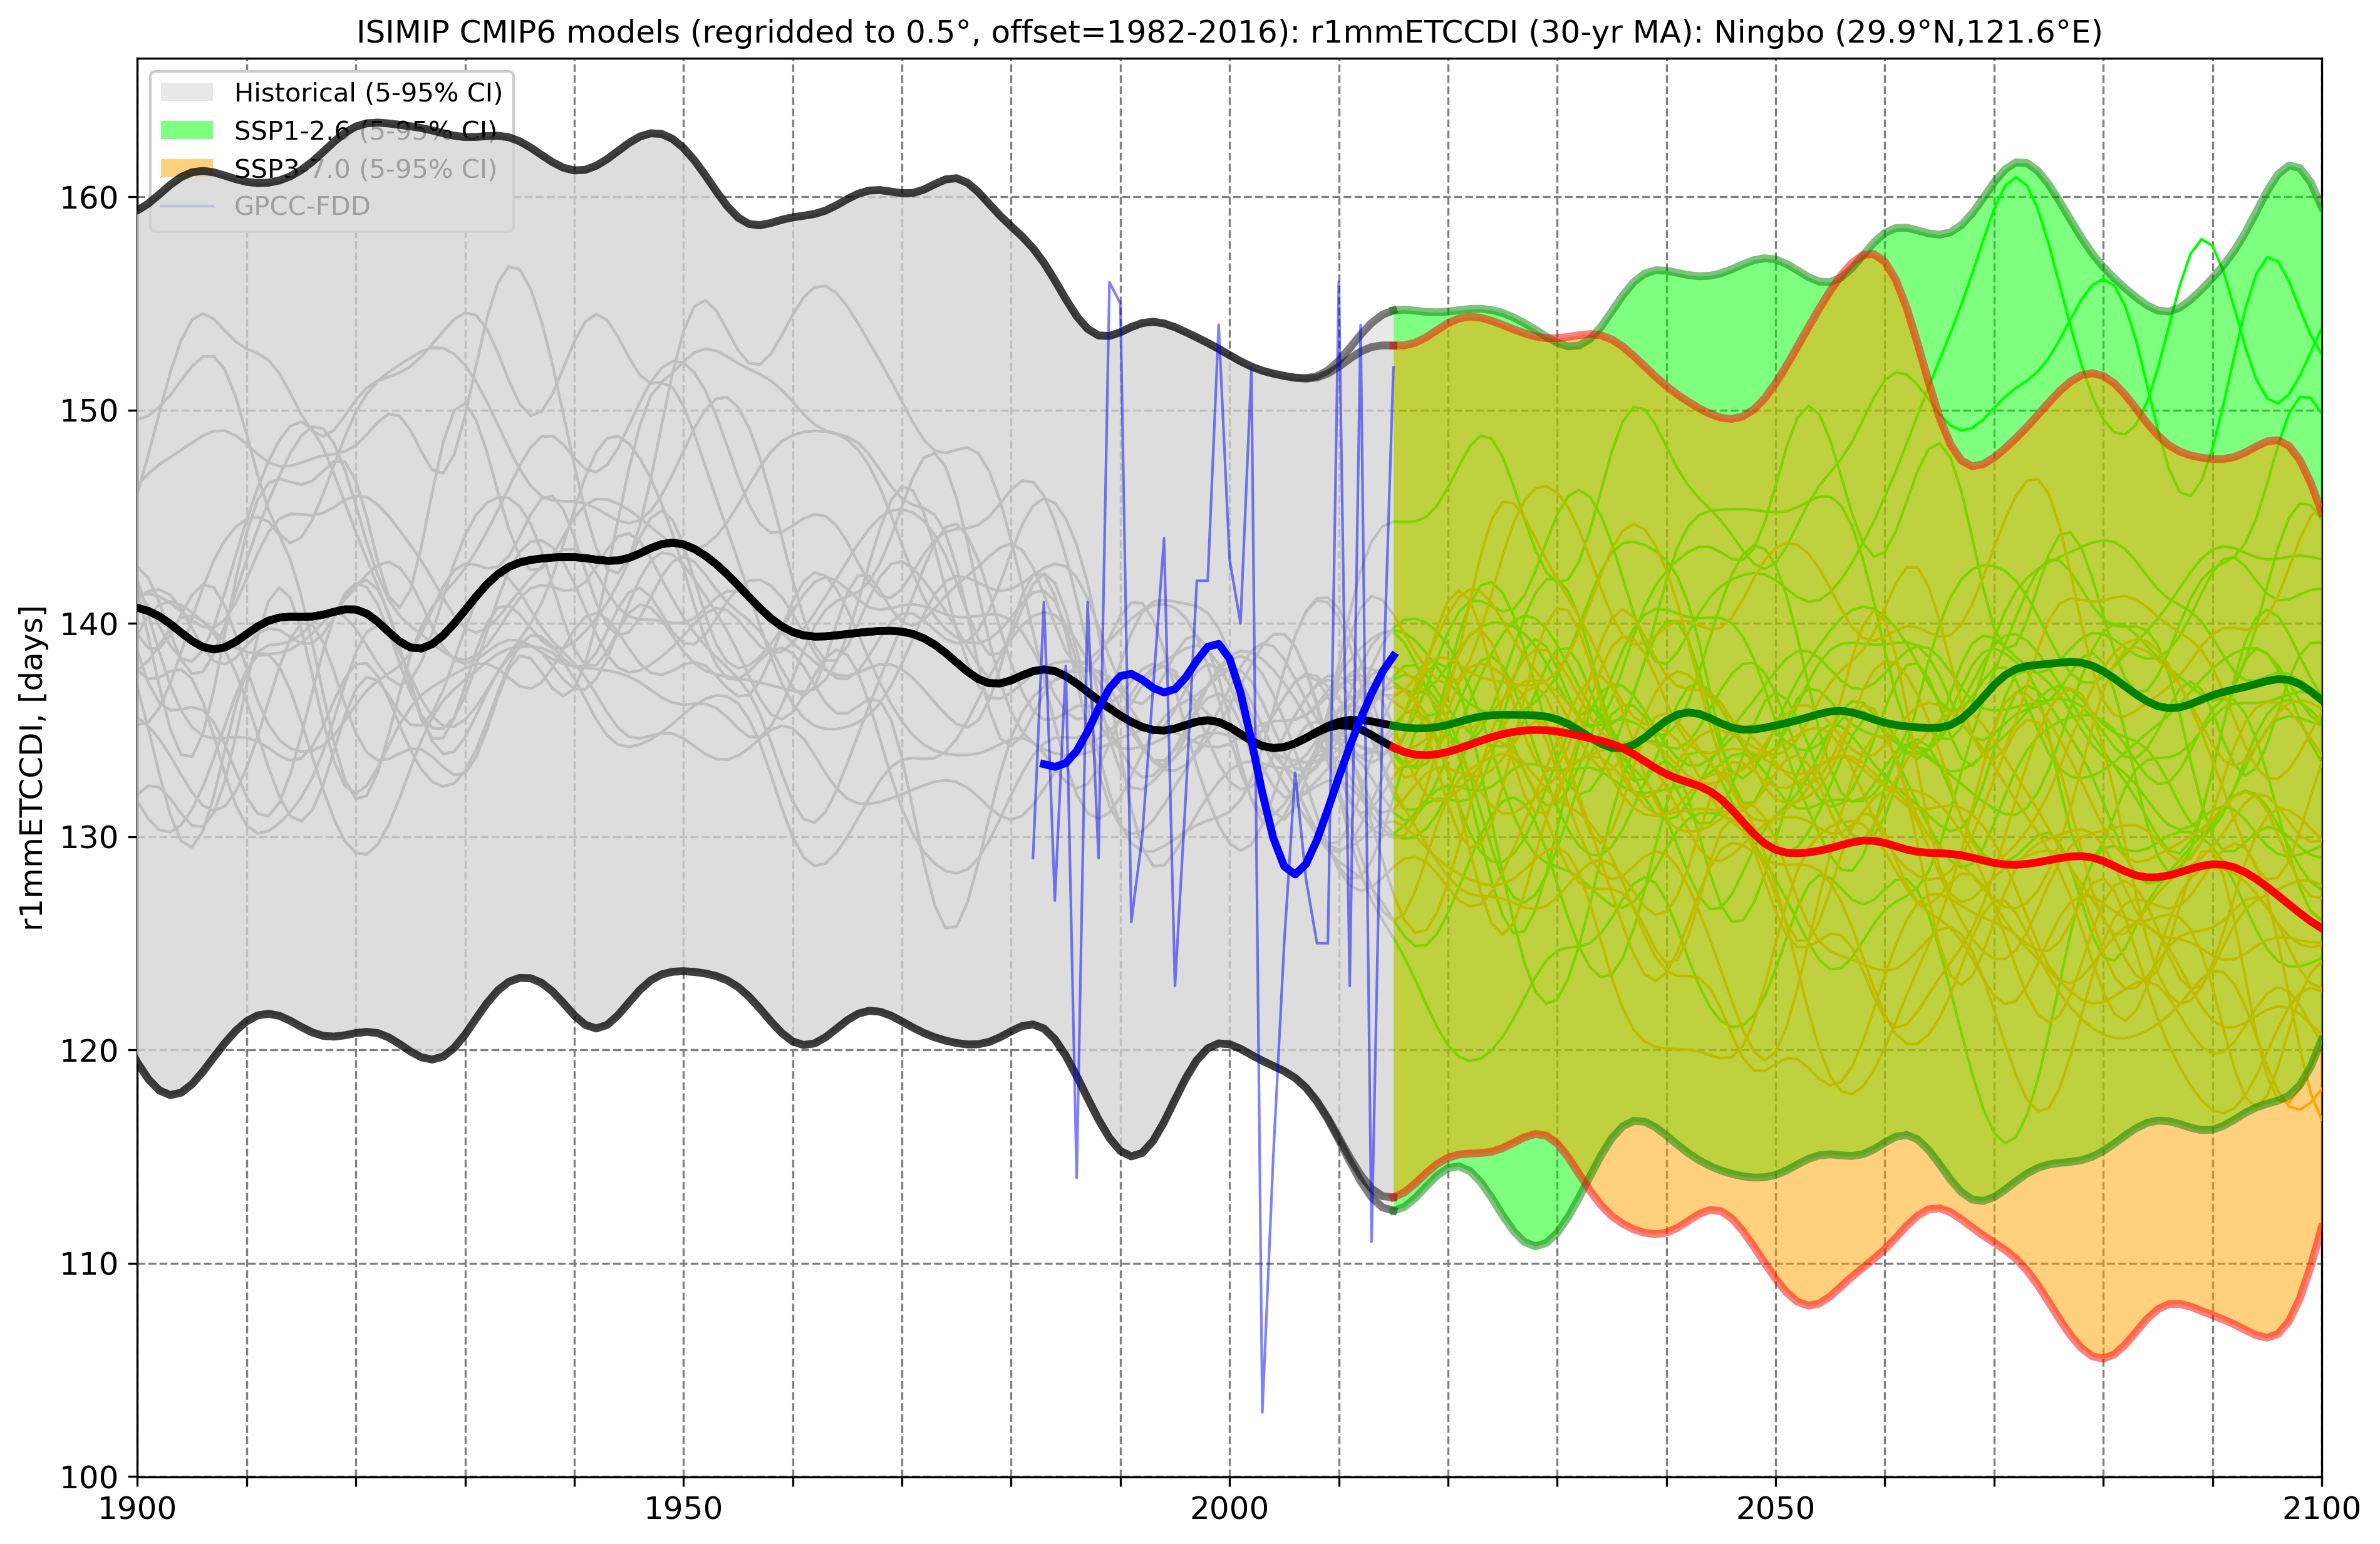 ISIMIP CMIP6 models (regridded to 0.5°, offset=1982-2016): r1mmETCCDI (30-yr MA): Ningbo (29.9°N,121.6°E)
Historical (5-95% CI)
SSP1-2.6 (5-95% CI)
SSP3-7.0 (5-95% CI)
GPCC-FDD
r1mmETCCDI, [days]
160
150
140
130
120
110
100
1900 1950 2000 2050 2100